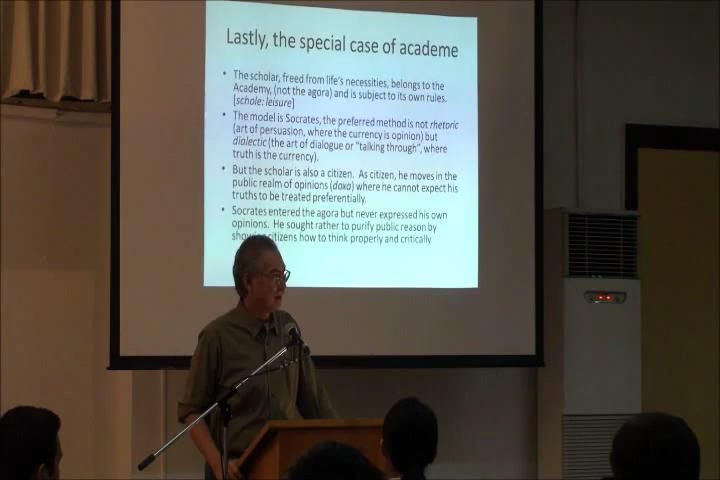 Lastly, the special case of academe
• The scholar, freed from life's necessities, belongs to the
Academy, (not the agora) and is subject to its own rules.
[schole: leisure]
• The model is Socrates, the preferred method is not rhetoric
(art of persuasion, where the currency is opinion) but
dialectic (the art of dialogue or "talking through", where
truth is the currency).
• But the scholar is also a citizen. As citizen, he moves in the
public realm of opinions (doxa) where he cannot expect his
truths to be treated preferentially.
• Socrates entered the agora but never expressed his own
opinions. He sought rather to purify public reason by
citizens how to think properly and critically